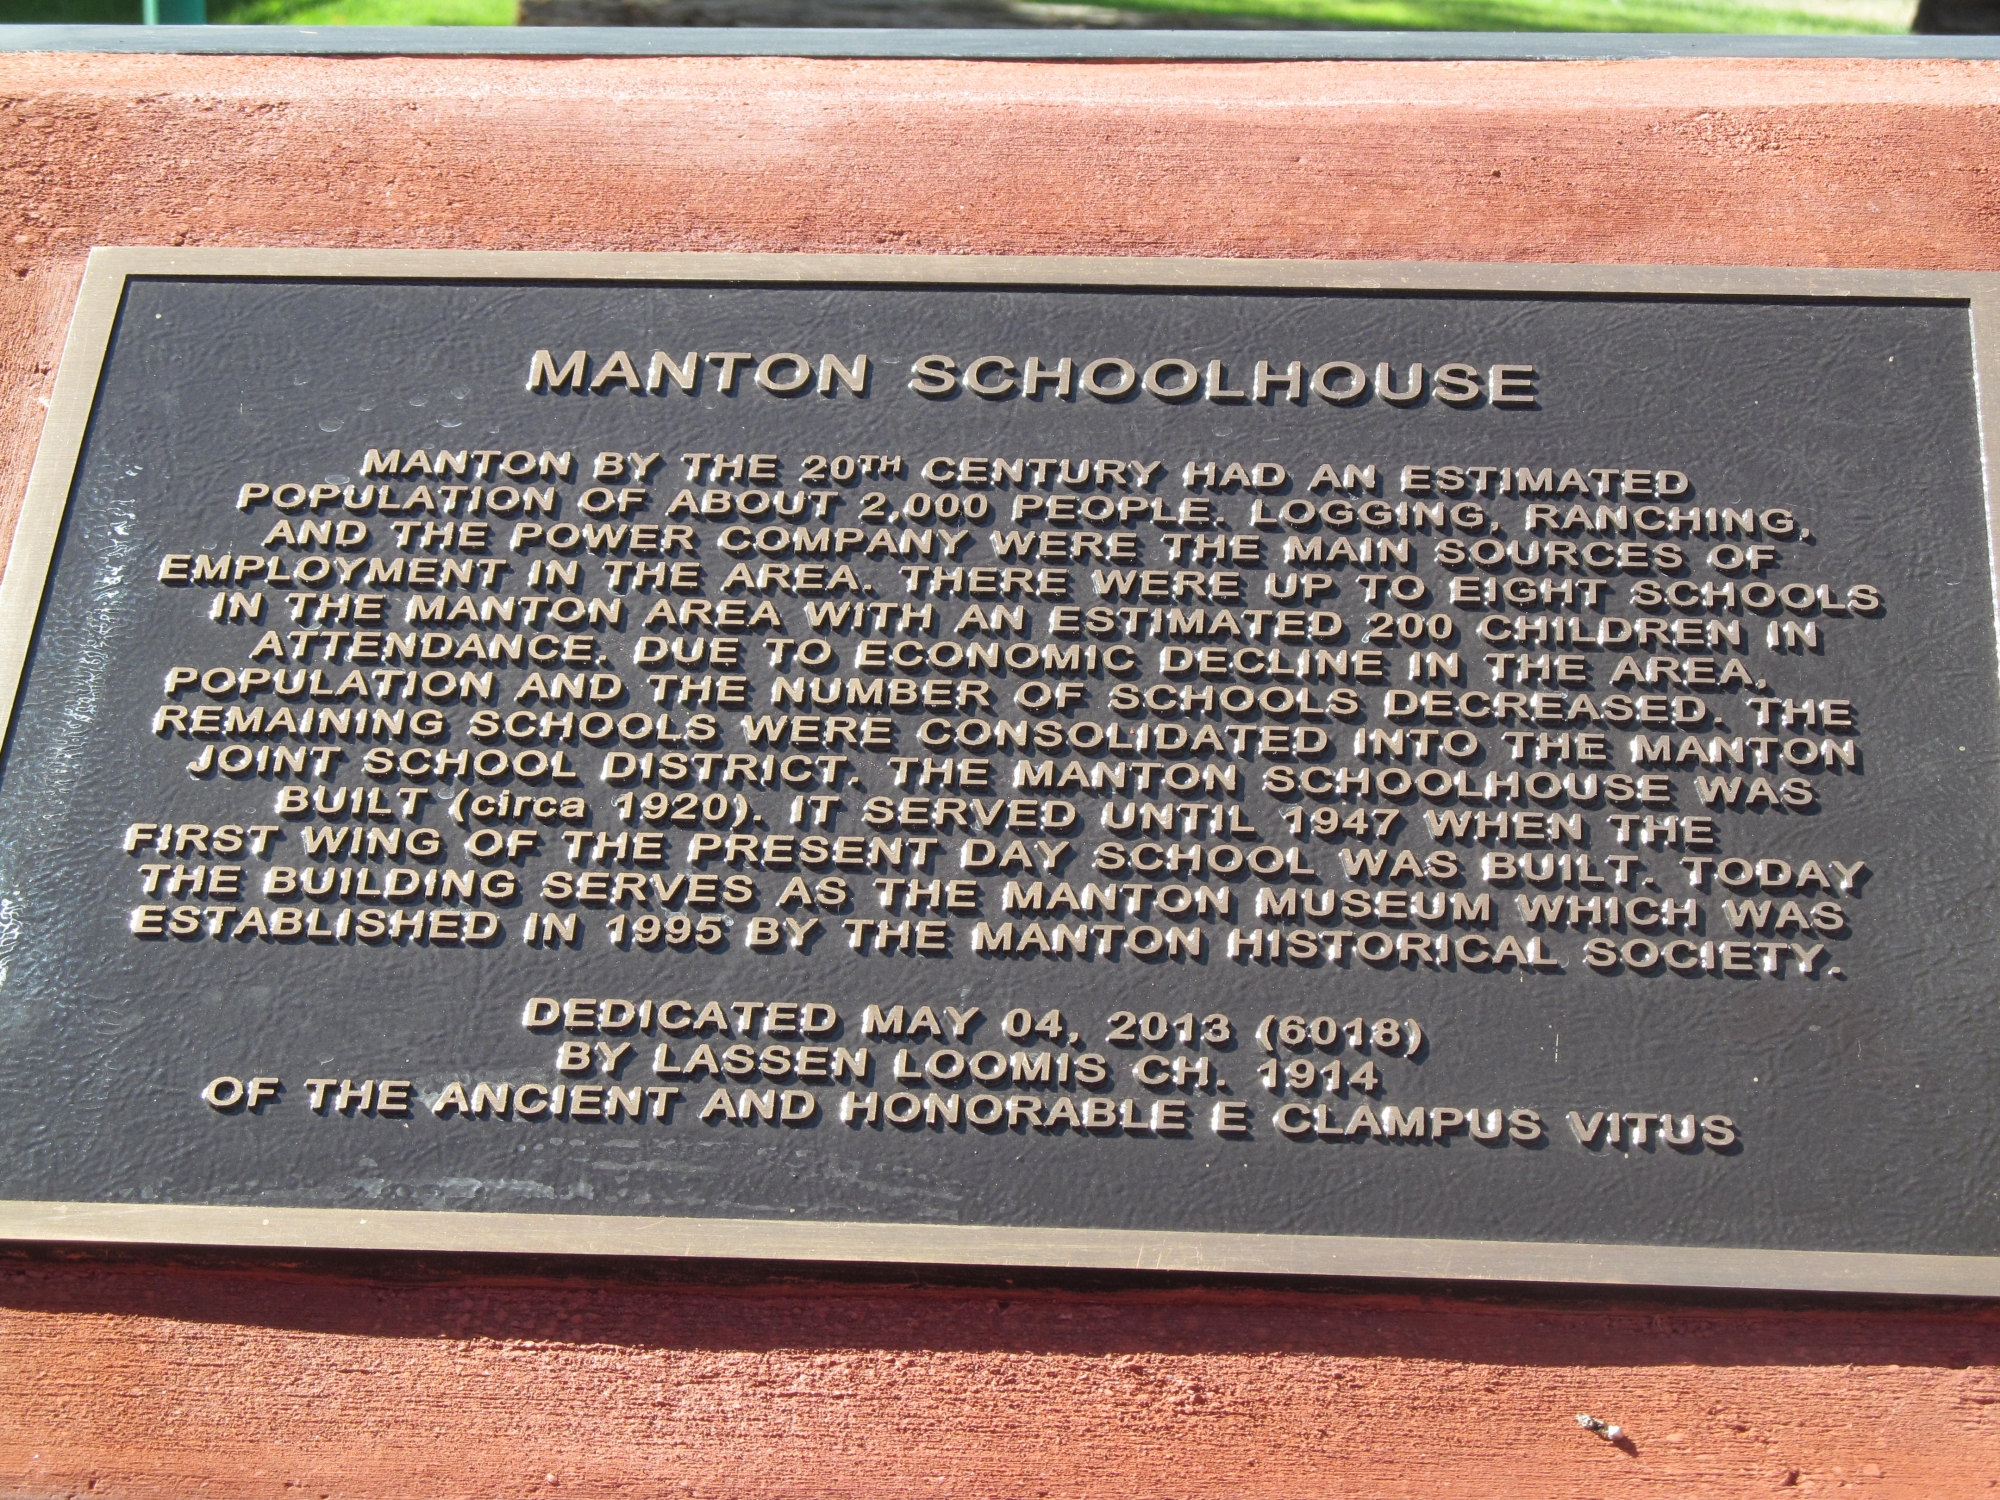 MANTON SCHOOLHOUSE
MANTON BY THE 20TH CENTURY HAD AN ESTIMATED
POPULATION OF ABOUT 2,000 PEOPLE. LOGGING, RANCHING,
AND THE POWER COMPANY WERE THE MAIN SOURCES OF
EMPLOYMENT IN THE AREA. THERE WERE UP TO EIGHT SCHOOLS
IN THE MANTON AREA WITH AN ESTIMATED 200 CHILDREN IN
ATTENDANCE. DUE TO ECONOMIC DECLINE IN THE AREA,
POPULATION AND THE NUMBER OF SCHOOLS DECREASED. THE
REMAINING SCHOOLS WERE CONSOLIDATED INTO THE MANTON
JOINT SCHOOL DISTRICT. THE MANTON SCHOOLHOUSE WAS
BUILT (circa 1920). IT SERVED UNTIL 1947 WHEN THE
FIRST WING OF THE PRESENT DAY SCHOOL WAS BUILT. TODAY
THE BUILDING SERVES AS THE MANTON MUSEUM WHICH WAS
ESTABLISHED IN 1995 BY THE MANTON HISTORICAL SOCIETY.
DEDICATED MAY 04, 2013 (6018)
BY LASSEN LOOMIS CH. 1914
OF THE ANCIENT AND HONORABLE E CLAMPUS VITUS